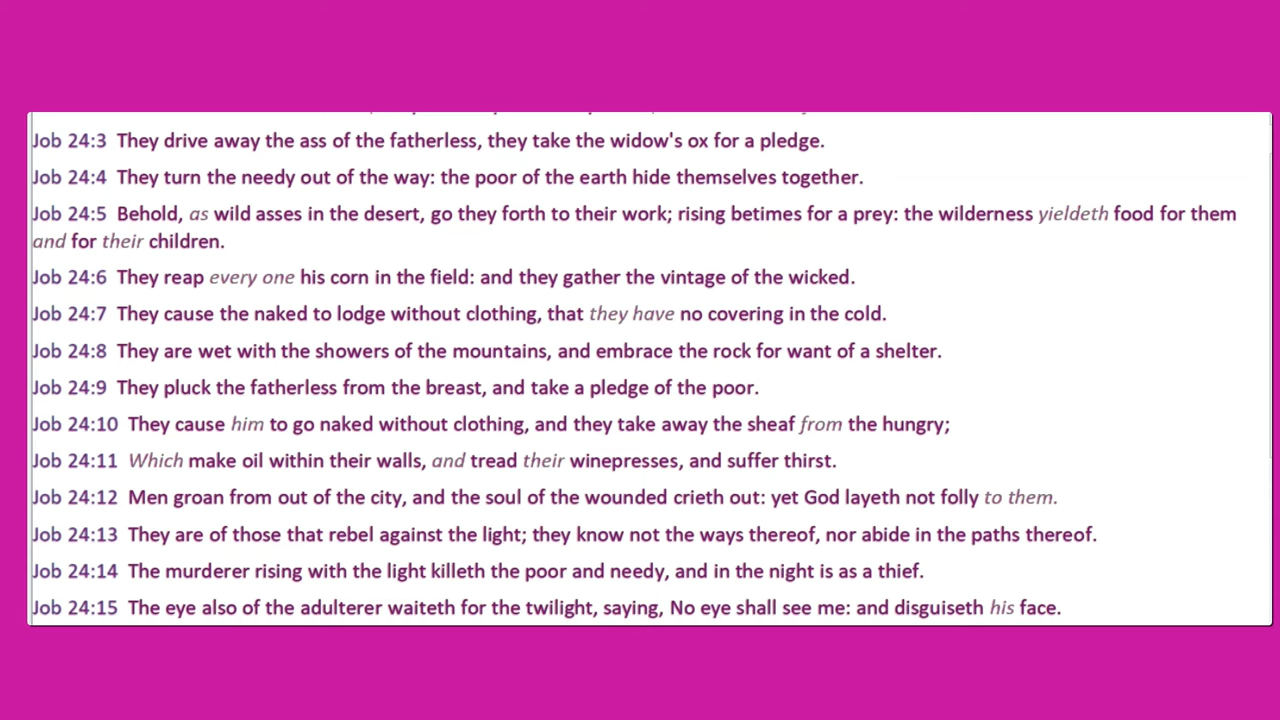 Job 24:3 They drive away the ass of the fatherless, they take the widow's ox for a pledge.
Job 24:4 They turn the needy out of the way: the poor of the earth hide themselves together.
Job 24:5 Behold, as wild asses in the desert, go they forth to their work; rising betimes for a prey: the wilderness yieldeth food for them
and for their children.
Job 24:6 They reap every one his corn in the field: and they gather the vintage of the wicked.
Job 24:7 They cause the naked to lodge without clothing, that they have no covering in the cold.
Job 24:8 They are wet with the showers of the mountains, and embrace the rock for want of a shelter.
Job 24:9 They pluck the fatherless from the breast, and take a pledge of the poor.
Job 24:10 They cause him to go naked without clothing, and they take away the sheaf from the hungry;
Job 24:11 Which make oil within their walls, and tread their winepresses, and suffer thirst.
Job 24:12 Men groan from out of the city, and the soul of the wounded crieth out: yet God layeth not folly to them.
Job 24:13 They are of those that rebel against the light; they know not the ways thereof, nor abide in the paths thereof.
Job 24:14 The murderer rising with the light killeth the poor and needy, and in the night is as a thief.
Job 24:15 The eye also of the adulterer waiteth for the twilight, saying, No eye shall see me: and disguiseth his face.